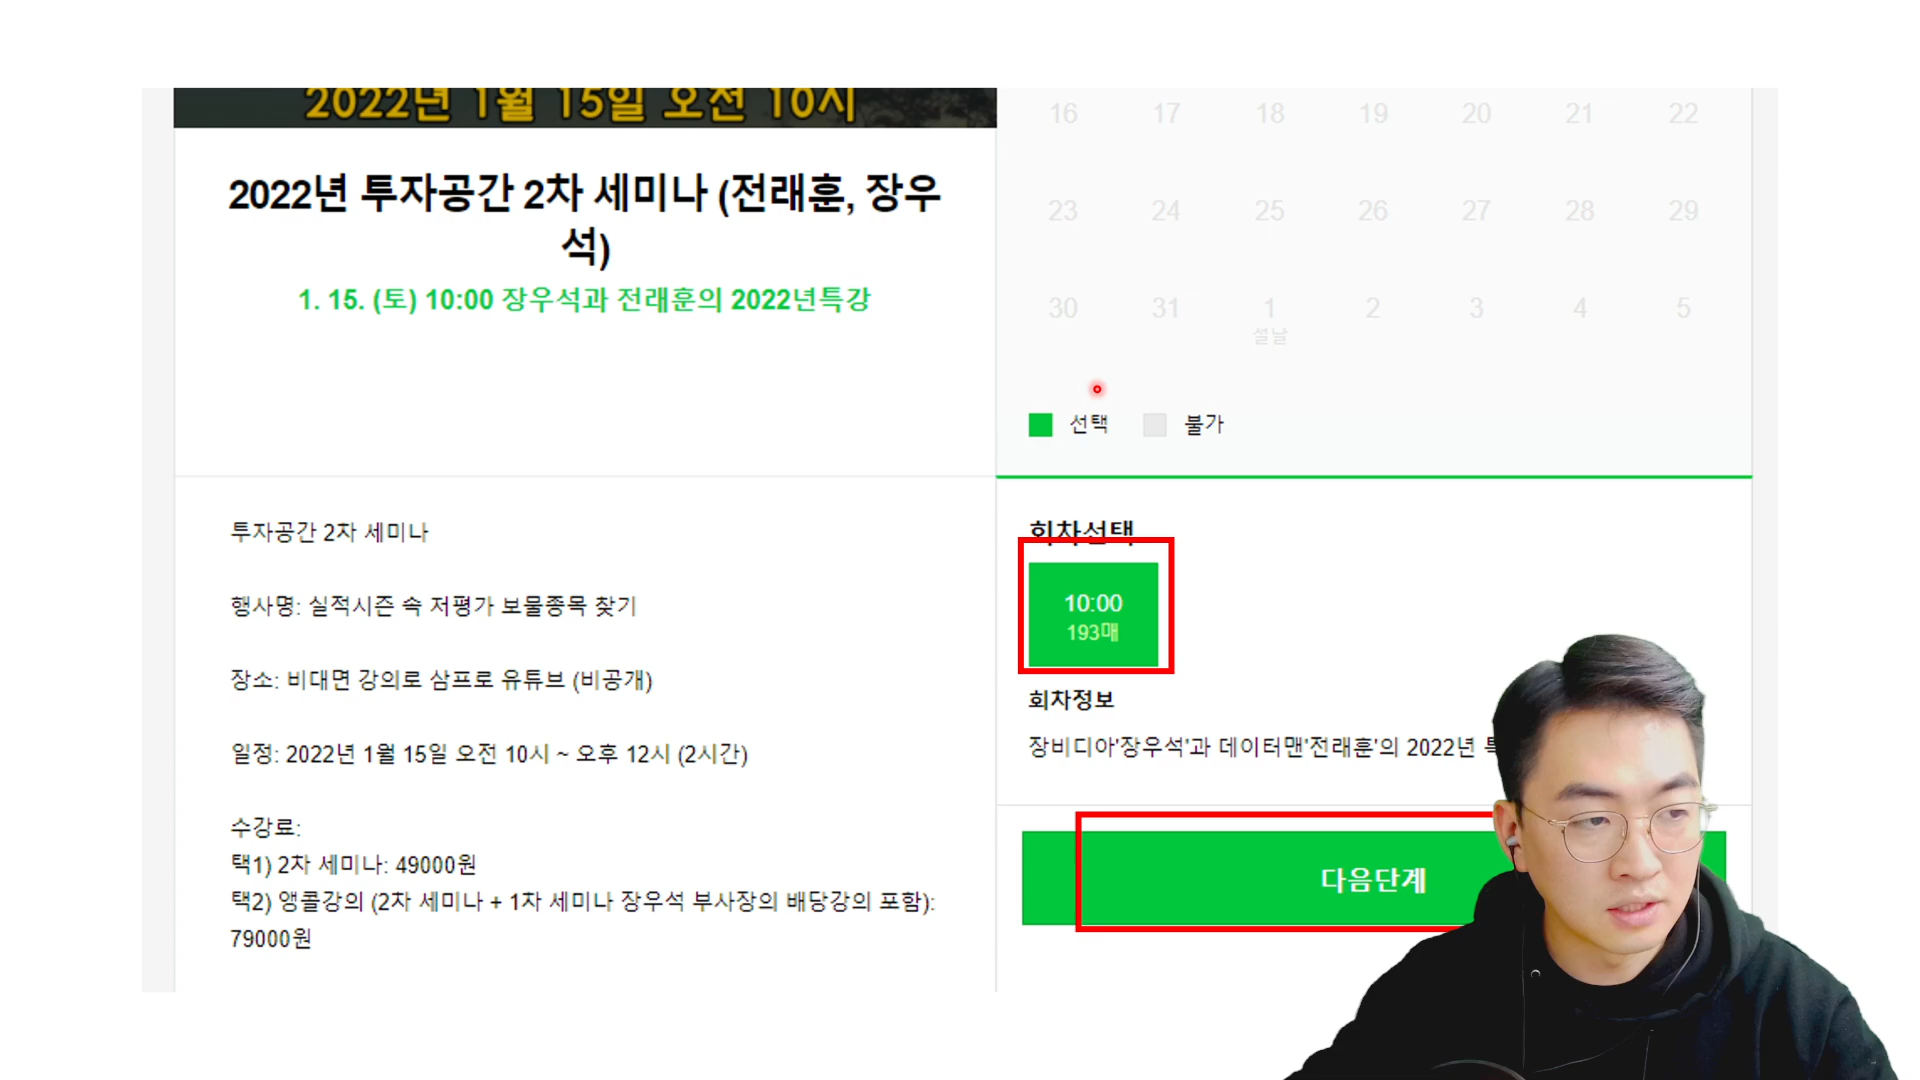 2022년 1월 15일 오전 10시
2022년 투자공간 2차 세미나 (전래훈, 장우
석)
1. 15. (토) 10:00 장우석과 전래훈의 2022년특강
투자공간 2차 세미나
행사명: 실적시즌 속 저평가 보물종목 찾기
장소: 비대면 강의로 삼프로 유튜브 (비공개)
일정: 2022년 1월 15일 오전 10시 ~ 오후 12시 (2시간)
수강료:
택1) 2차 세미나: 49000원
택2) 앵콜강의 (2차 세미나 + 1차 세미나 장우석 부사장의 배당강의 포함):
79000원
16 17 18 19 20 21 22
23 24 25 26 27 28 29
30 31 1 2 3 4 5
설날
선택 불가
회차선택
10:00
193매
회차정보
장비디아'장우석'과 데이터맨'전래훈'의 2022년
다음단계